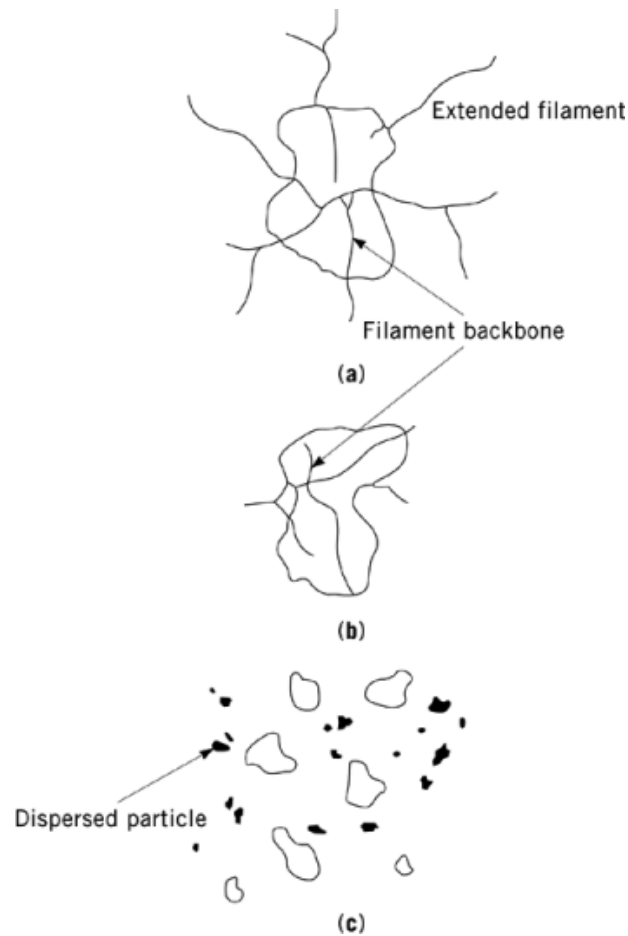 Extended filament
Filament backbone
(a)
(b)
Dispersed particle
(c)